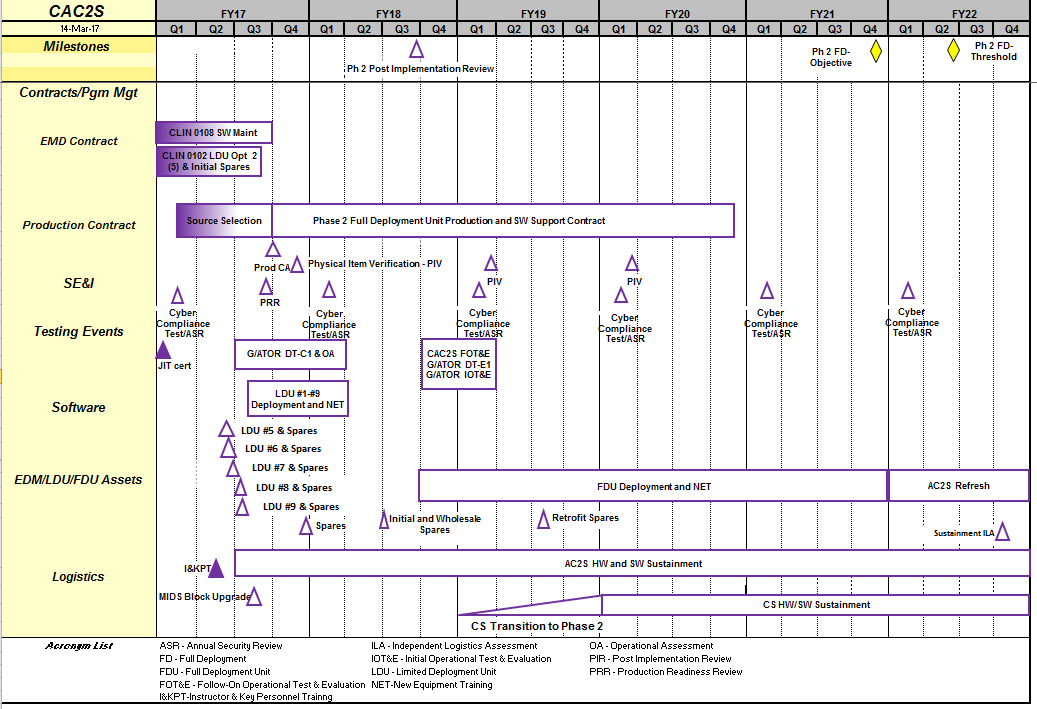 CAC2S
FY17 FY18 FY19 FY20 FY21 FY22
14-Mar-17
Q1 Q2 Q3 Q4 Q1 Q2 Q3 Q4 Q1 Q2 Q3 Q4 Q1 Q2 Q3 Q4 Q1 Q2 Q3 Q4 Q1 Q2 Q3 Q4
Milestones
Ph 2 Post Implementation Review
Ph 2 FD-
Objective
Ph 2 FD-
Threshold
Contracts/Pgm Mgt
EMD Contract
CLIN 0108 SW Maint
CLIN 0102 LDU Opt 2
(5) & Initial Spares
Production Contract
Source Selection
Phase 2 Full Deployment Unit Production and SW Support Contract
Prod CA
Physical Item Verification - PIV
PIV
PIV
SE&I
PRR
Cyber
Compliance
Test/ASR
Cyber
Compliance
Test/ASR
Cyber
Compliance
Test/ASR
Cyber
Compliance
Test/ASR
Cyber
Compliance
Test/ASR
Cyber
Compliance
Test/ASR
Testing Events
JIT cert
G/ATOR DT-C1 & OA
CAC2S FOT&E
G/ATOR DT-E1
G/ATOR IOT&E
Software
LDU #1-#9
Deployment and NET
LDU #5 & Spares
LDU #6 & Spares
LDU #7 & Spares
LDU #8 & Spares
LDU #9 & Spares
EDM/LDU/FDU Assets
FDU Deployment and NET
AC2S Refresh
Spares
Initial and Wholesale
Spares
Retrofit Spares
Sustainment ILA
Logistics
I&KPT
AC2S HW and SW Sustainment
MIDS Block Upgrade
CS HW/SW Sustainment
CS Transition to Phase 2
Acronym List
ASR - Annual Security Review
FD - Full Deployment
FDU - Full Deployment Unit
FOT&E - Follow-On Operational Test & Evaluation
I&KPT-Instructor & Key Personnel Trainng
ILA - Independent Logistics Assessment
IOT&E - Initial Operational Test & Evaluation
LDU - Limited Deployment Unit
NET-New Equipment Training
OA - Operational Assessment
PIR - Post Implementation Review
PRR - Production Readiness Review